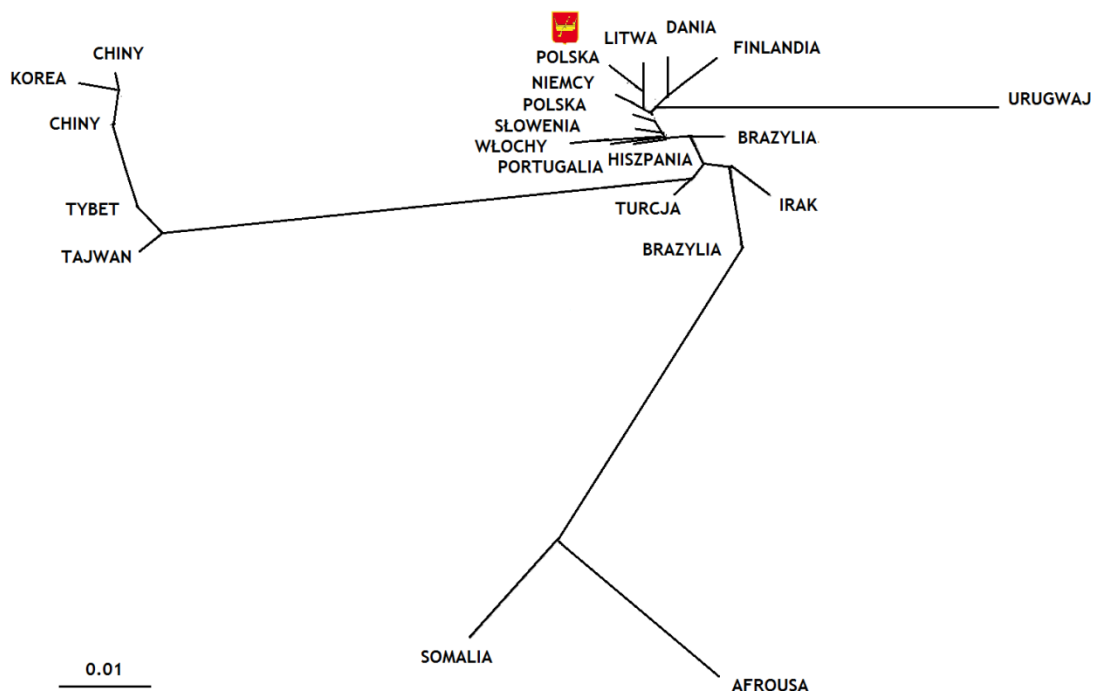 CHINY
KOREA
CHINY
TYBET
TAJWAN
POLSKA
LITWA
DANIA
FINLANDIA
NIEMCY
POLSKA
SŁOWENIA
WŁOCHY
PORTUGALIA
HISZPANIA
URUGWAJ
BRAZYLIA
TURCJA
IRAK
BRAZYLIA
SOMALIA
AFROUSA
0.01